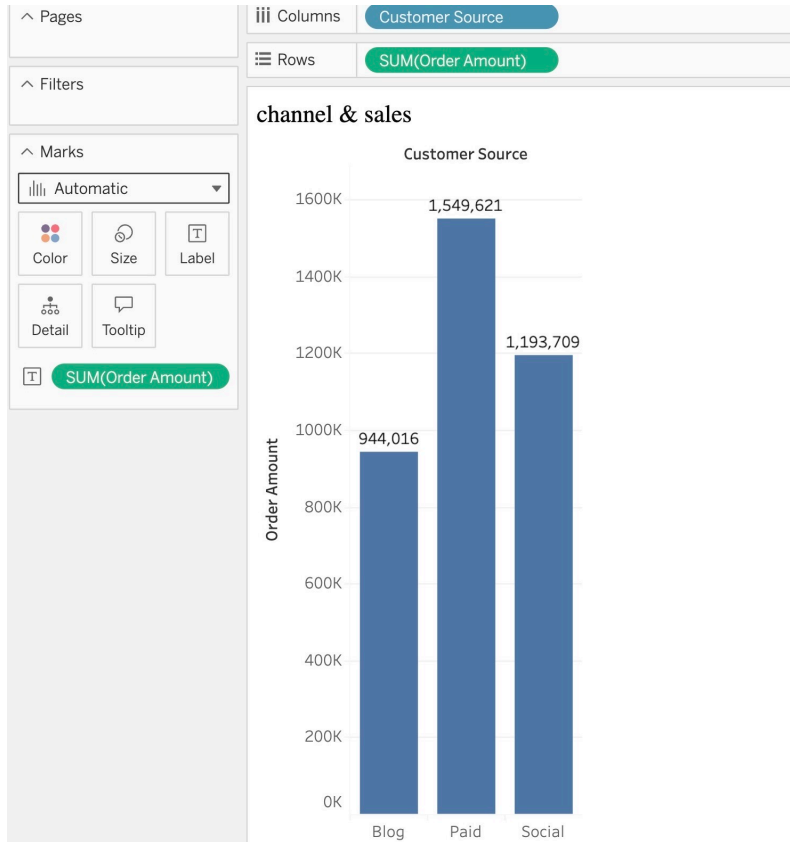 Pages
Filters
Marks
Automatic
Color Size Label
Detail Tooltip
SUM(Order Amount)
Columns Customer Source
Rows SUM(Order Amount)
channel & sales
Customer Source
1600K
1400K
1200K
1000K
800K
600K
400K
200K
0K
Order Amount
944,016
1,549,621
1,193,709
Blog Paid Social